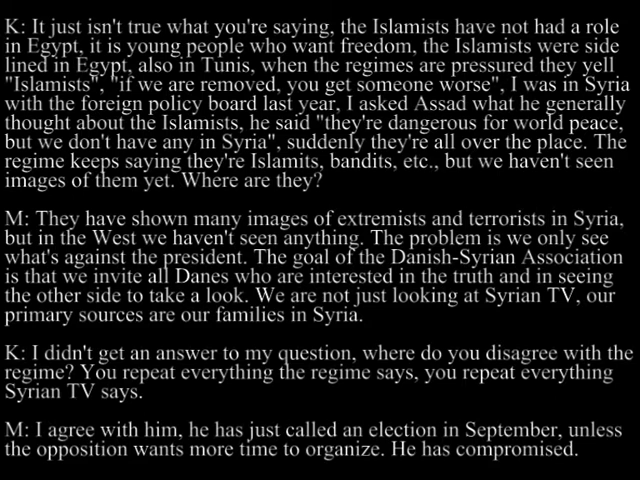 K: It just isn't true what you're saying, the Islamists have not had a role
in Egypt, it is young people who want freedom, the Islamists were side
lined in Egypt, also in Tunis, when the regimes are pressured they yell
"Islamists", "if we are removed, you get someone worse", I was in Syria
with the foreign policy board last year, I asked Assad what he generally
thought about the Islamists, he said "they're dangerous for world peace,
but we don't have any in Syria", suddenly they're all over the place. The
regime keeps saying they're Islamits, bandits, etc., but we haven't seen
images of them yet. Where are they?
M: They have shown many images of extremists and terrorists in Syria,
but in the West we haven't seen anything. The problem is we only see
what's against the president. The goal of the Danish-Syrian Association
is that we invite all Danes who are interested in the truth and in seeing
the other side to take a look. We are not just looking at Syrian TV, our
primary sources are our families in Syria.
K: I didn't get an answer to my question, where do you disagree with the
regime? You repeat everything the regime says, you repeat everything
Syrian TV says.
M: I agree with him, he has just called an election in September, unless
the opposition wants more time to organize. He has compromised.